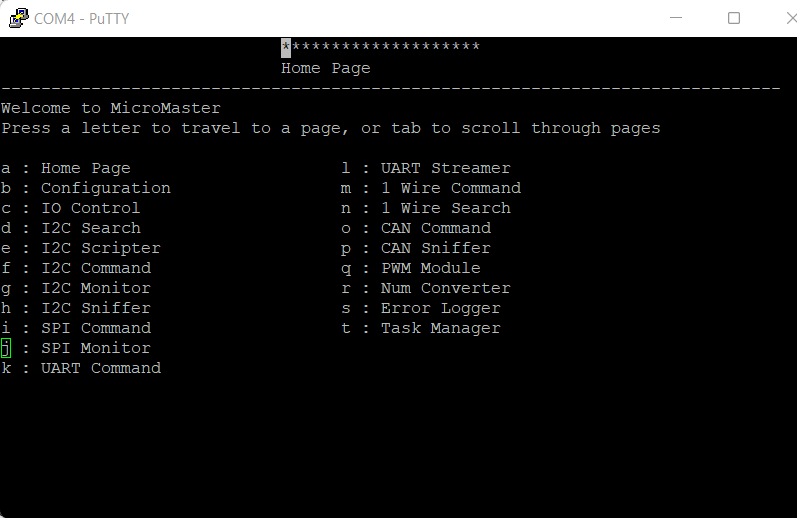 COM4 - PuTTY
********************
Home Page
------------------------------------------------------------------------------
Welcome to MicroMaster
Press a letter to travel to a page, or tab to scroll through pages
a : Home Page                     l : UART Streamer
b : Configuration                 m : 1 Wire Command
c : IO Control                    n : 1 Wire Search
d : I2C Search                    o : CAN Command
e : I2C Scripter                  p : CAN Sniffer
f : I2C Command                   q : PWM Module
g : I2C Monitor                   r : Num Converter
h : I2C Sniffer                   s : Error Logger
i : SPI Command                   t : Task Manager
j : SPI Monitor
k : UART Command